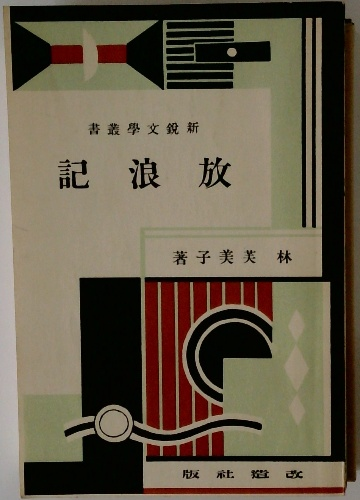 新鋭文學叢書
放浪記
林芙美子著
改造社版